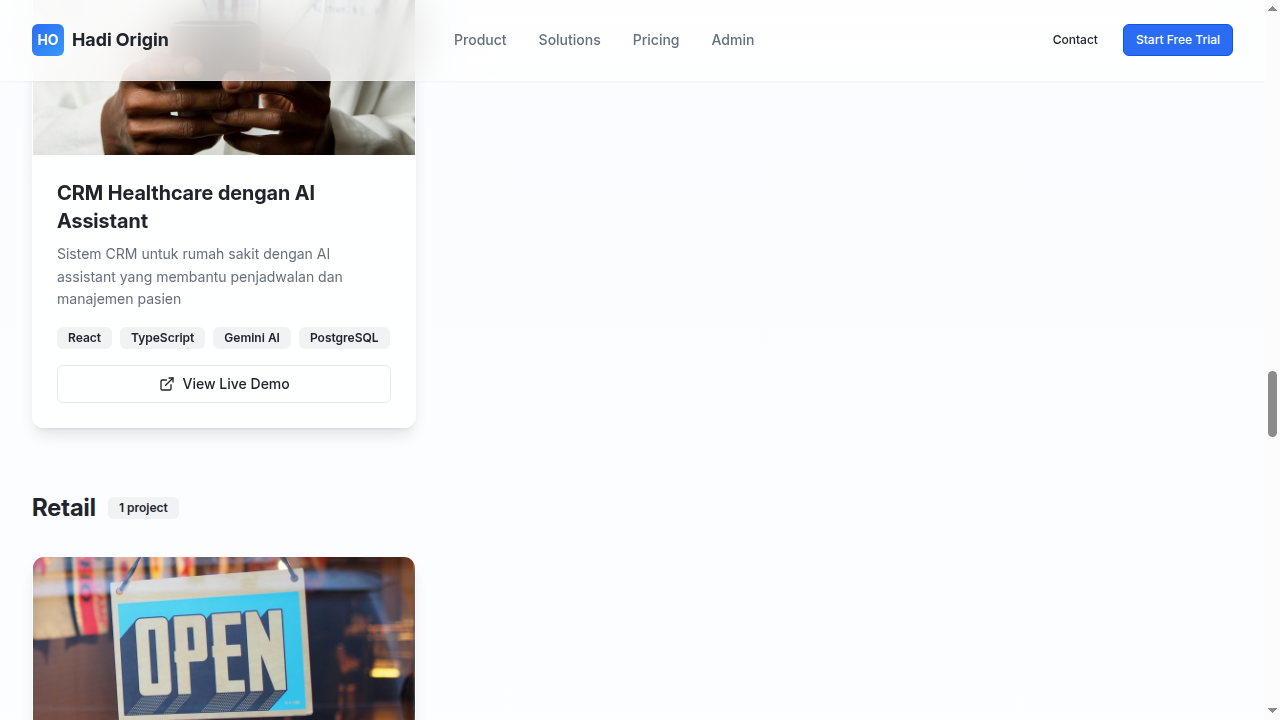 HO Hadi Origin Product Solutions Pricing Admin Contact Start Free Trial
CRM Healthcare dengan AI
Assistant
Sistem CRM untuk rumah sakit dengan AI
assistant yang membantu penjadwalan dan
manajemen pasien
React TypeScript Gemini AI PostgreSQL
View Live Demo
Retail 1 project
OPEN